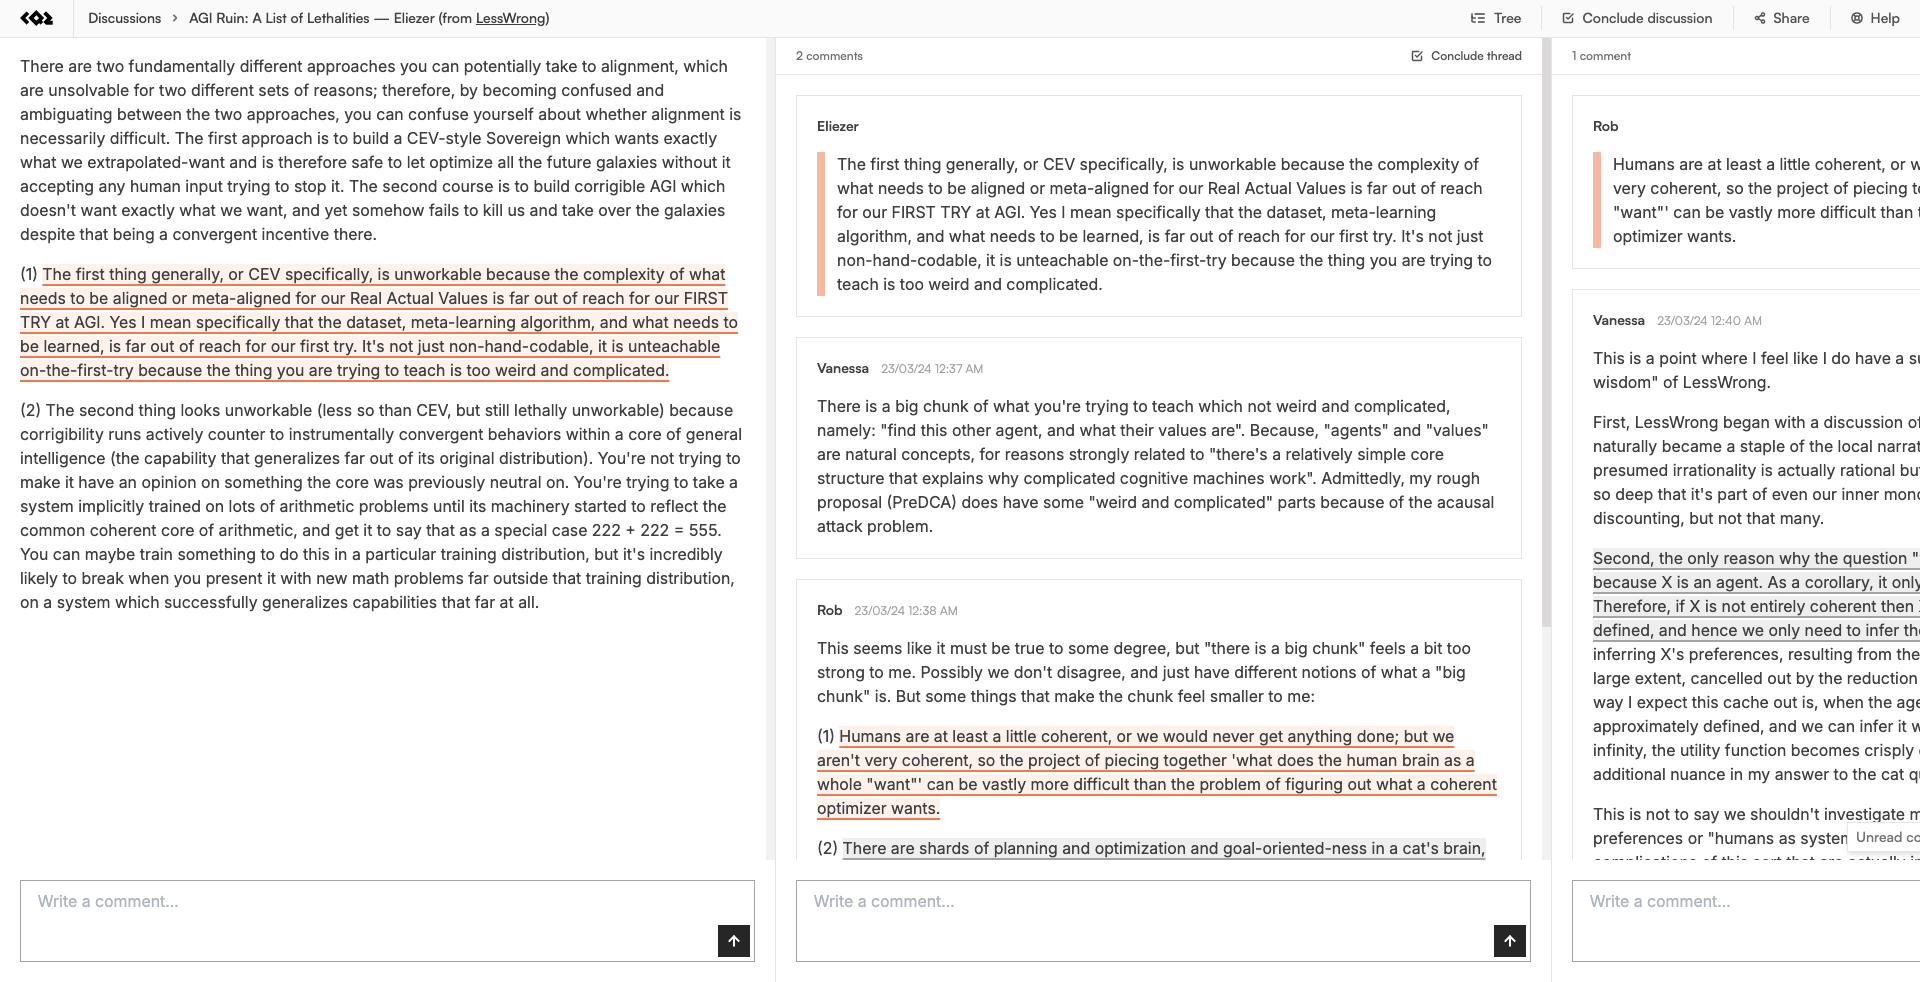 Discussions > AGI Ruin: A List of Lethalities — Eliezer (from LessWrong)
Tree
Conclude discussion
Share
Help
There are two fundamentally different approaches you can potentially take to alignment, which
are unsolvable for two different sets of reasons; therefore, by becoming confused and
ambiguating between the two approaches, you can confuse yourself about whether alignment is
necessarily difficult. The first approach is to build a CEV-style Sovereign which wants exactly
what we extrapolated-want and is therefore safe to let optimize all the future galaxies without it
accepting any human input trying to stop it. The second course is to build corrigible AGI which
doesn't want exactly what we want, and yet somehow fails to kill us and take over the galaxies
despite that being a convergent incentive there.
(1) The first thing generally, or CEV specifically, is unworkable because the complexity of what
needs to be aligned or meta-aligned for our Real Actual Values is far out of reach for our FIRST
TRY at AGI. Yes I mean specifically that the dataset, meta-learning algorithm, and what needs to
be learned, is far out of reach for our first try. It's not just non-hand-codable, it is unteachable
on-the-first-try because the thing you are trying to teach is too weird and complicated.
(2) The second thing looks unworkable (less so than CEV, but still lethally unworkable) because
corrigibility runs actively counter to instrumentally convergent behaviors within a core of general
intelligence (the capability that generalizes far out of its original distribution). You're not trying to
make it have an opinion on something the core was previously neutral on. You're trying to take a
system implicitly trained on lots of arithmetic problems until its machinery started to reflect the
common coherent core of arithmetic, and get it to say that as a special case 222 + 222 = 555.
You can maybe train something to do this in a particular training distribution, but it's incredibly
likely to break when you present it with new math problems far outside that training distribution,
on a system which successfully generalizes capabilities that far at all.
Write a comment...
2 comments
Conclude thread
Eliezer
The first thing generally, or CEV specifically, is unworkable because the complexity of
what needs to be aligned or meta-aligned for our Real Actual Values is far out of reach
for our FIRST TRY at AGI. Yes I mean specifically that the dataset, meta-learning
algorithm, and what needs to be learned, is far out of reach for our first try. It's not just
non-hand-codable, it is unteachable on-the-first-try because the thing you are trying to
teach is too weird and complicated.
Vanessa 23/03/24 12:37 AM
There is a big chunk of what you're trying to teach which not weird and complicated,
namely: "find this other agent, and what their values are". Because, "agents" and "values"
are natural concepts, for reasons strongly related to "there's a relatively simple core
structure that explains why complicated cognitive machines work". Admittedly, my rough
proposal (PreDCA) does have some "weird and complicated" parts because of the acausal
attack problem.
Rob 23/03/24 12:38 AM
This seems like it must be true to some degree, but "there is a big chunk" feels a bit too
strong to me. Possibly we don't disagree, and just have different notions of what a "big
chunk" is. But some things that make the chunk feel smaller to me:
(1) Humans are at least a little coherent, or we would never get anything done; but we
aren't very coherent, so the project of piecing together 'what does the human brain as a
whole "want"' can be vastly more difficult than the problem of figuring out what a coherent
optimizer wants.
(2) There are shards of planning and optimization and goal-oriented-ness in a cat's brain,
Write a comment...
1 comment
Rob
Humans are at least a little coherent, or w
very coherent, so the project of piecing t
"want"' can be vastly more difficult than t
optimizer wants.
Vanessa 23/03/24 12:40 AM
This is a point where I feel like I do have a su
wisdom" of LessWrong.
First, LessWrong began with a discussion of
naturally became a staple of the local narrat
presumed irrationality is actually rational but
so deep that it's part of even our inner mono
discounting, but not that many.
Second, the only reason why the question "
because X is an agent. As a corollary, it only
Therefore, if X is not entirely coherent then
defined, and hence we only need to infer the
inferring X's preferences, resulting from the
large extent, cancelled out by the reduction
way I expect this cache out is, when the age
approximately defined, and we can infer it w
infinity, the utility function becomes crisply
additional nuance in my answer to the cat q
This is not to say we shouldn't investigate m
preferences or "humans as system
Unread co
Write a comment...